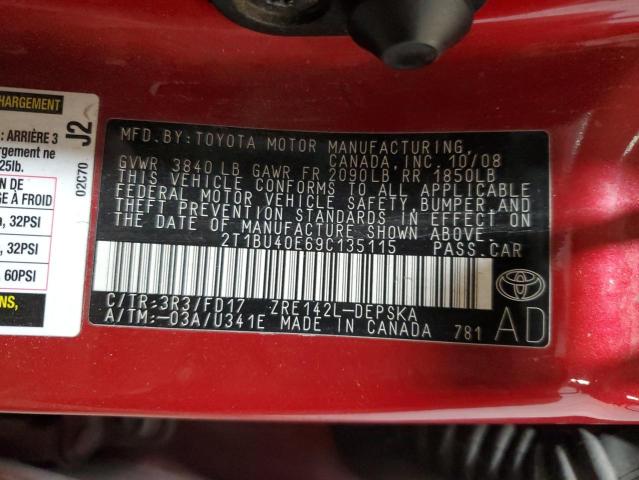 CHARGEMENT
: ARRIÈRE 3
argement ne
25lb.
N DE
E À FROID
a, 32PSI
, 32PSI
, 60PSI
NS,
J2
02C70
MFD.BY:TOYOTA MOTOR MANUFACTURING,
CANADA, INC. 10/08
GVWR 3840 LB GAWR FR 2090LB RR 1850LB
THIS VEHICLE CONFORMS TO ALL APPLICABLE
FEDERAL MOTOR VEHICLE SAFETY, BUMPER, AND
THEFT PREVENTION STANDARDS IN EFFECT ON
THE DATE OF MANUFACTURE SHOWN ABOVE.
2T1BU40E69C135115 PASS.CAR
C/TR:3R3/FD17 ZRE142L-DEPSKA
A/TM:-03A/U341E MADE IN CANADA 781
AD